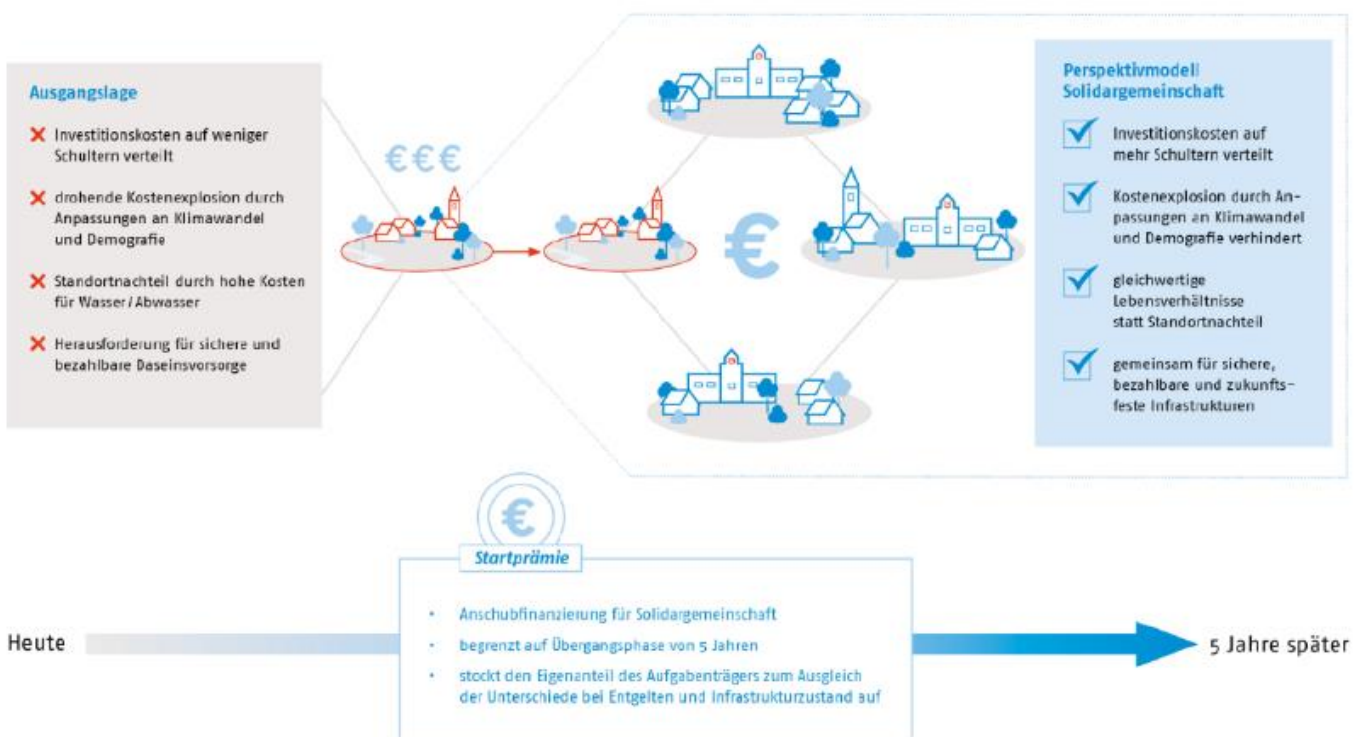 Ausgangslage
❌ Investitionskosten auf weniger
Schultern verteilt
❌ drohende Kostenexplosion durch
Anpassungen an Klimawandel
und Demografie
❌ Standortnachteil durch hohe Kosten
für Wasser/Abwasser
❌ Herausforderung für sichere und
bezahlbare Daseinsvorsorge
€€€
€
Perspektivmodell
Solidargemeinschaft
Investitionskosten auf
mehr Schultern verteilt
Kostenexplosion durch An-
passungen an Klimawandel
und Demografie verhindert
gleichwertige
Lebensverhältnisse
statt Standortnachteil
gemeinsam für sichere,
bezahlbare und zukunfts-
feste Infrastrukturen
€
Startprämie
• Anschubfinanzierung für Solidargemeinschaft
• begrenzt auf Übergangsphase von 5 Jahren
• stockt den Eigenanteil des Aufgabenträgers zum Ausgleich
der Unterschiede bei Entgelten und Infrastrukturzustand auf
Heute
5 Jahre später